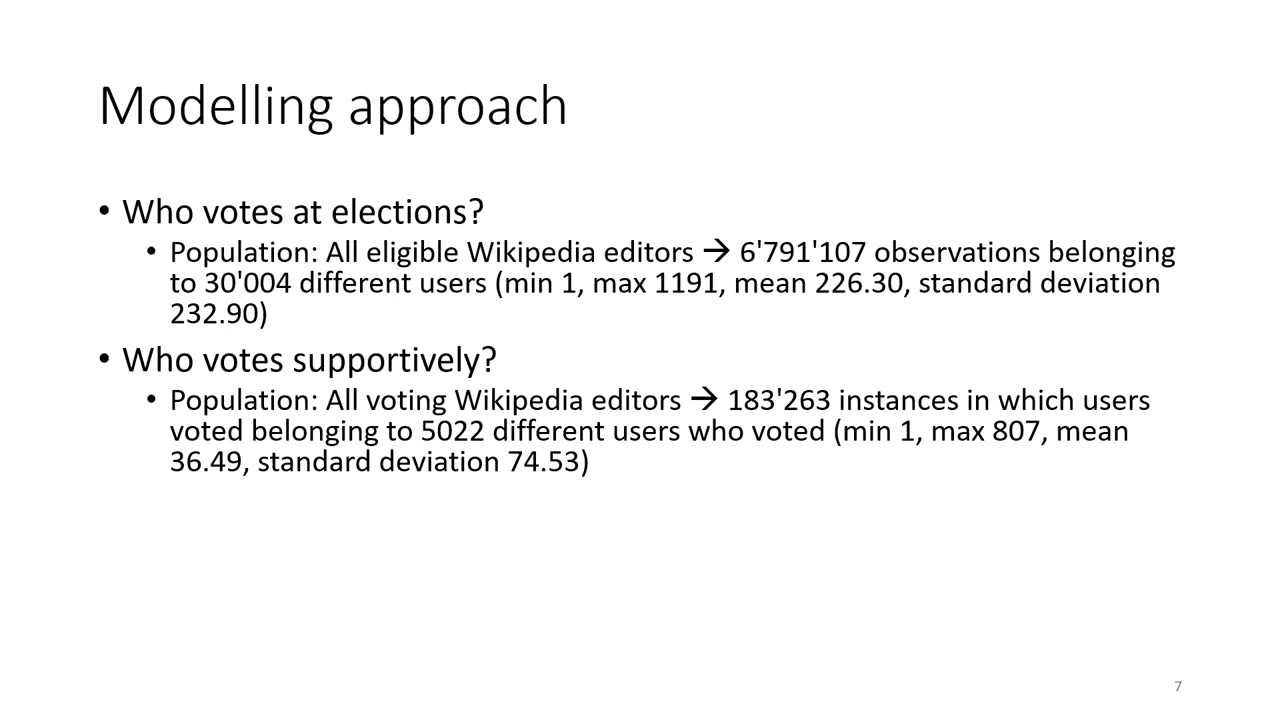 Modelling approach
• Who votes at elections?
• Population: All eligible Wikipedia editors → 6'791'107 observations belonging
to 30'004 different users (min 1, max 1191, mean 226.30, standard deviation
232.90)
• Who votes supportively?
• Population: All voting Wikipedia editors → 183'263 instances in which users
voted belonging to 5022 different users who voted (min 1, max 807, mean
36.49, standard deviation 74.53)
7